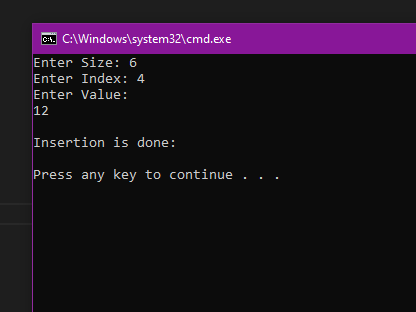 C:\Windows\system32\cmd.exe
Enter Size: 6
Enter Index: 4
Enter Value:
12
Insertion is done:
Press any key to continue . . .